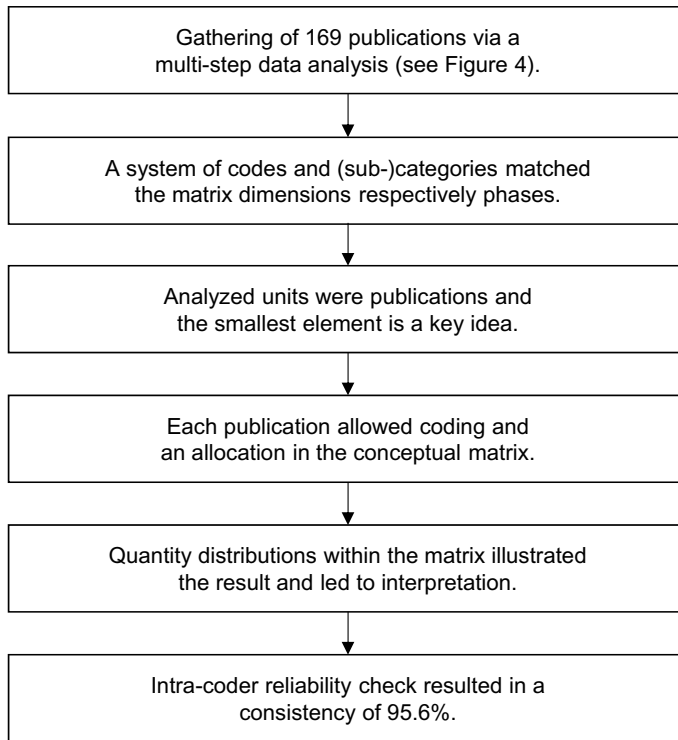 Gathering of 169 publications via a
multi-step data analysis (see Figure 4).
A system of codes and (sub-)categories matched
the matrix dimensions respectively phases.
Analyzed units were publications and
the smallest element is a key idea.
Each publication allowed coding and
an allocation in the conceptual matrix.
Quantity distributions within the matrix illustrated
the result and led to interpretation.
Intra-coder reliability check resulted in a
consistency of 95.6%.